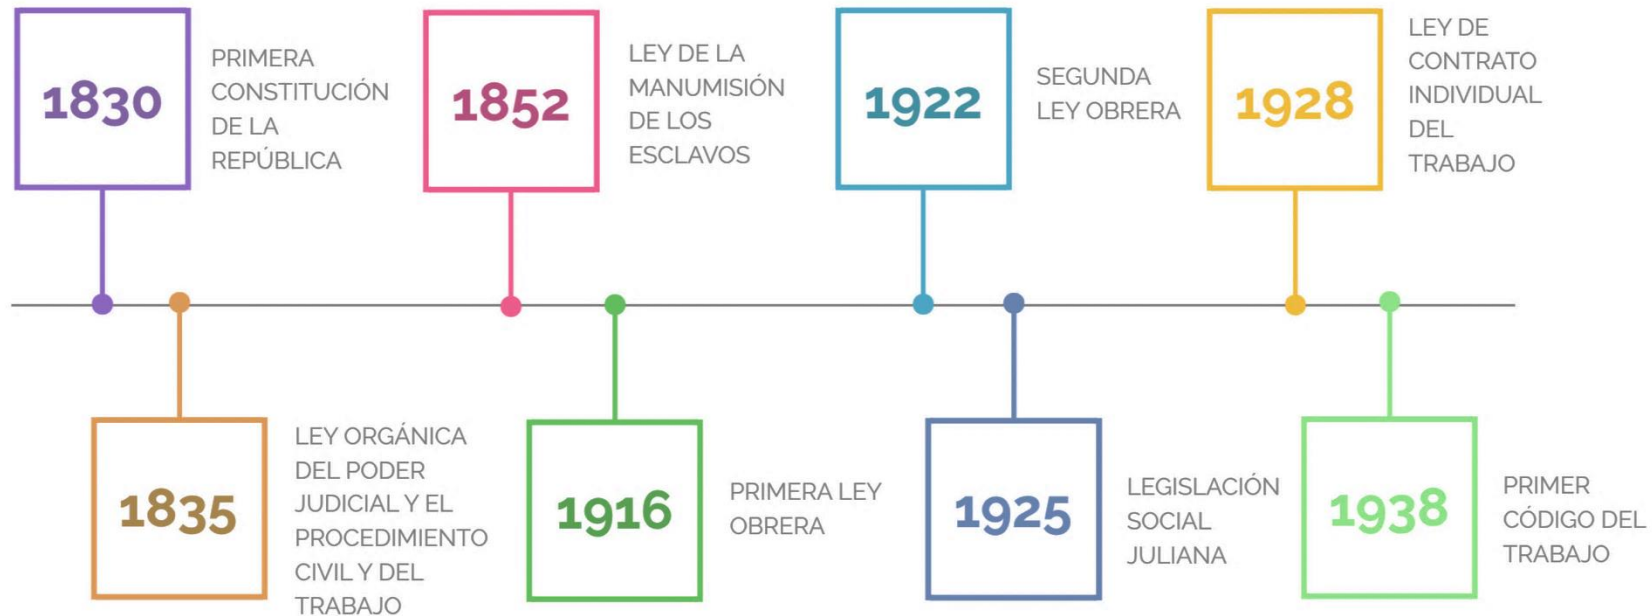 1830
PRIMERA
CONSTITUCIÓN
DE LA
REPÚBLICA
1835
LEY ORGÁNICA
DEL PODER
JUDICIAL Y EL
PROCEDIMIENTO
CIVIL Y DEL
TRABAJO
1852
LEY DE LA
MANUMISIÓN
DE LOS
ESCLAVOS
1916
PRIMERA LEY
OBRERA
1922
SEGUNDA
LEY OBRERA
1925
LEGISLACIÓN
SOCIAL
JULIANA
1928
LEY DE
CONTRATO
INDIVIDUAL
DEL
TRABAJO
1938
PRIMER
CÓDIGO DEL
TRABAJO